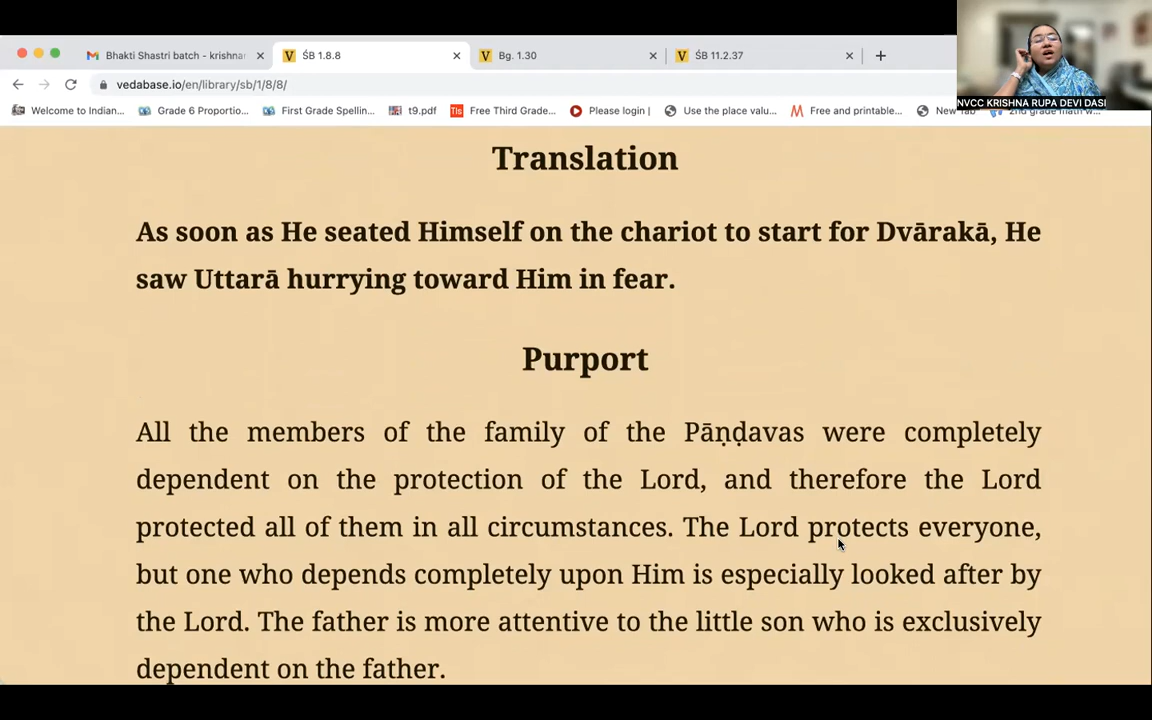 Bhakti Shastri batch - krishna
ŚB 1.8.8
Bg. 1.30
ŚB 11.2.37
vedabase.io/en/library/sb/1/8/8/
Welcome to Indian...
Grade 6 Proportio...
First Grade Spellin...
t9.pdf
Free Third Grade...
Please login |
Use the place valu...
Free and printable...
New Tab
2nd grade math w...
NVCC KRISHNA RUPA DEVI DASI
Translation
As soon as He seated Himself on the chariot to start for Dvārakā, He
saw Uttarā hurrying toward Him in fear.
Purport
All the members of the family of the Pāṇḍavas were completely
dependent on the protection of the Lord, and therefore the Lord
protected all of them in all circumstances. The Lord protects everyone,
but one who depends completely upon Him is especially looked after by
the Lord. The father is more attentive to the little son who is exclusively
dependent on the father.